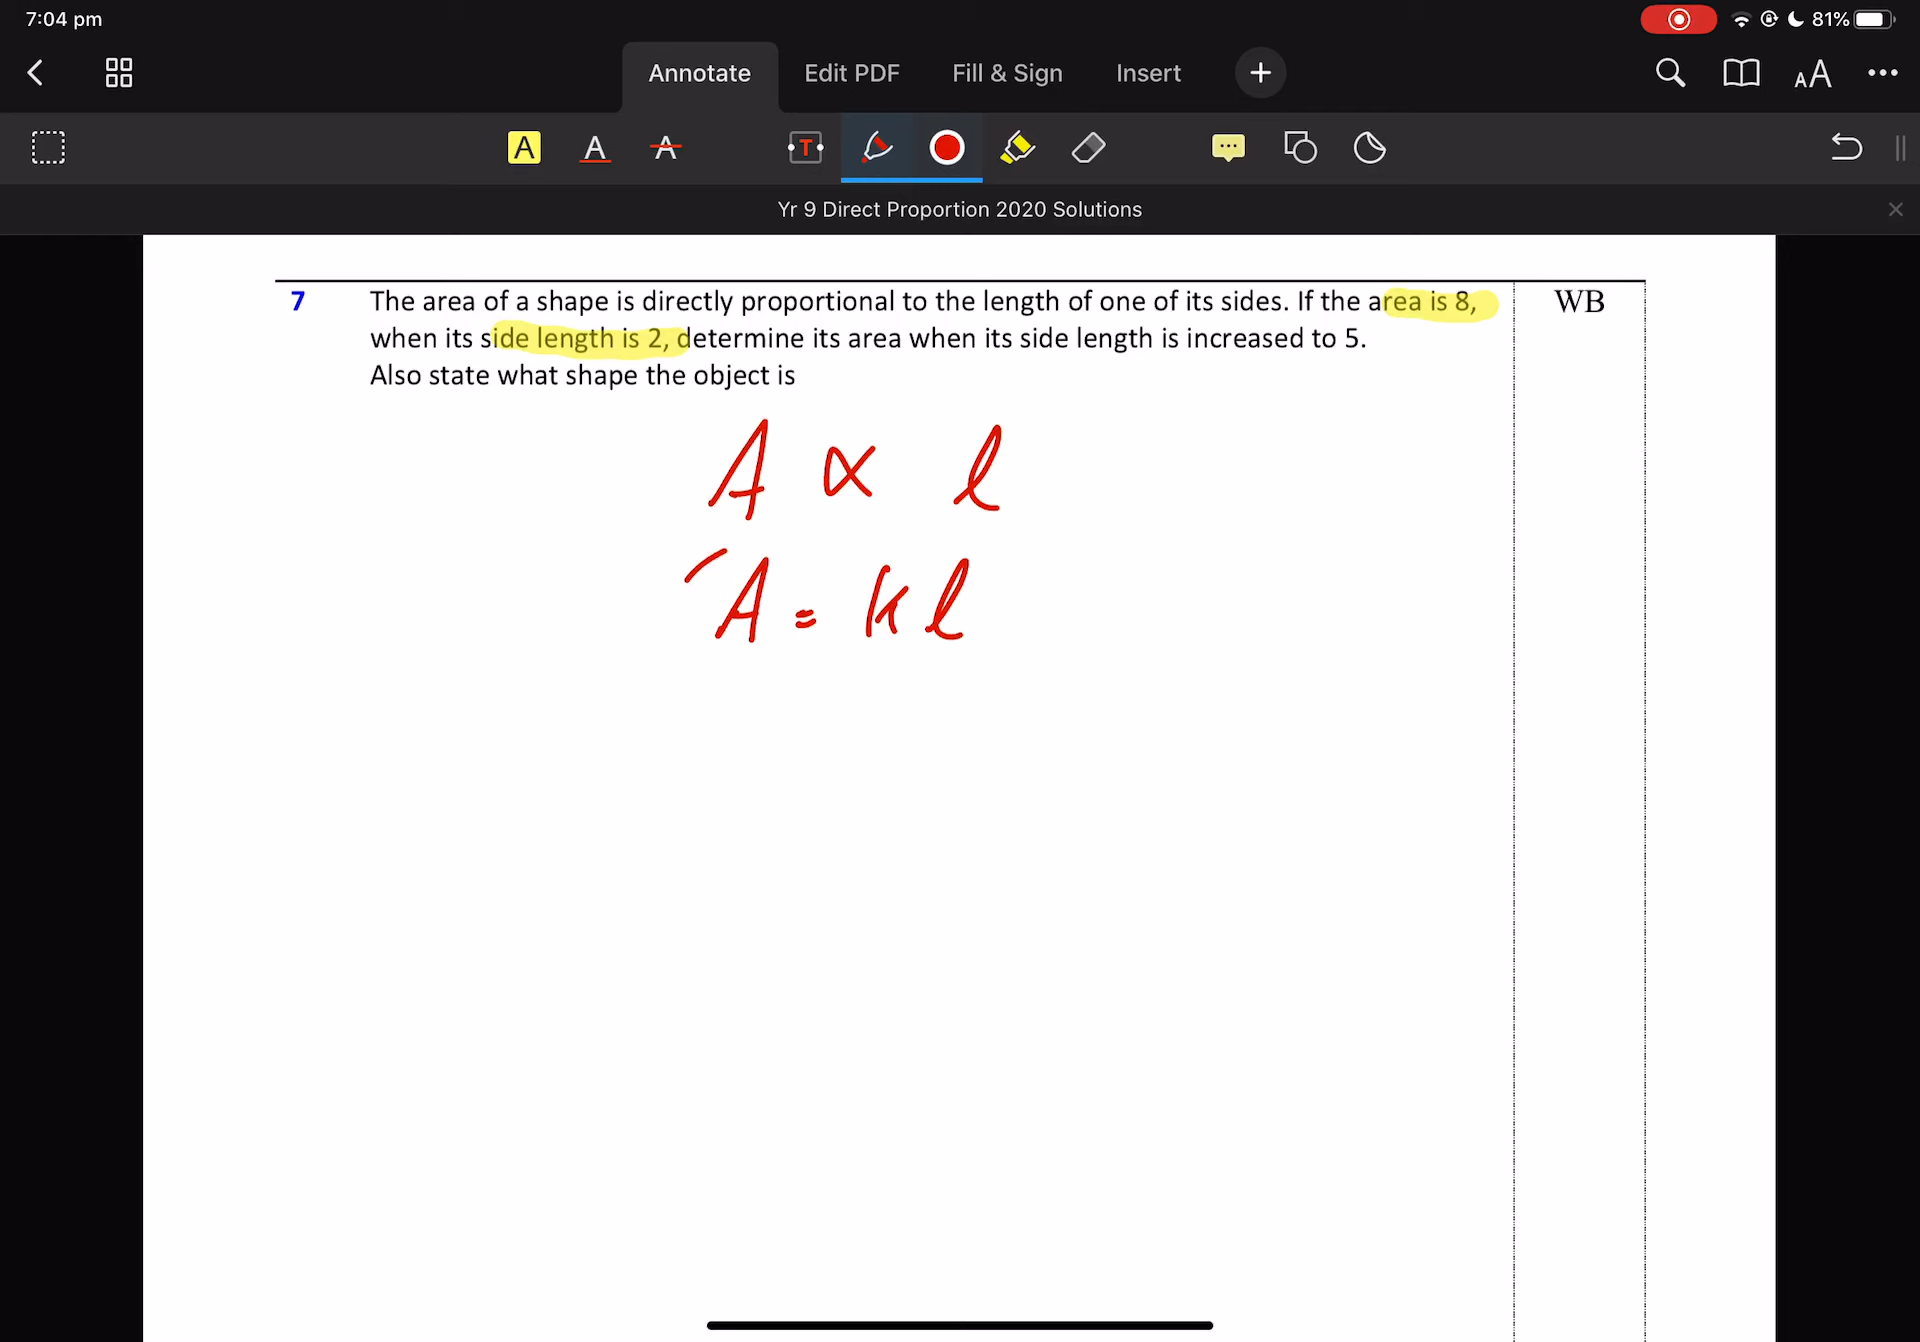 7:04 pm
81%
Annotate Edit PDF Fill & Sign Insert
AA
A A A T
Yr 9 Direct Proportion 2020 Solutions
7 The area of a shape is directly proportional to the length of one of its sides. If the area is 8, WB
when its side length is 2, determine its area when its side length is increased to 5.
Also state what shape the object is
A ∝ l
A = kl